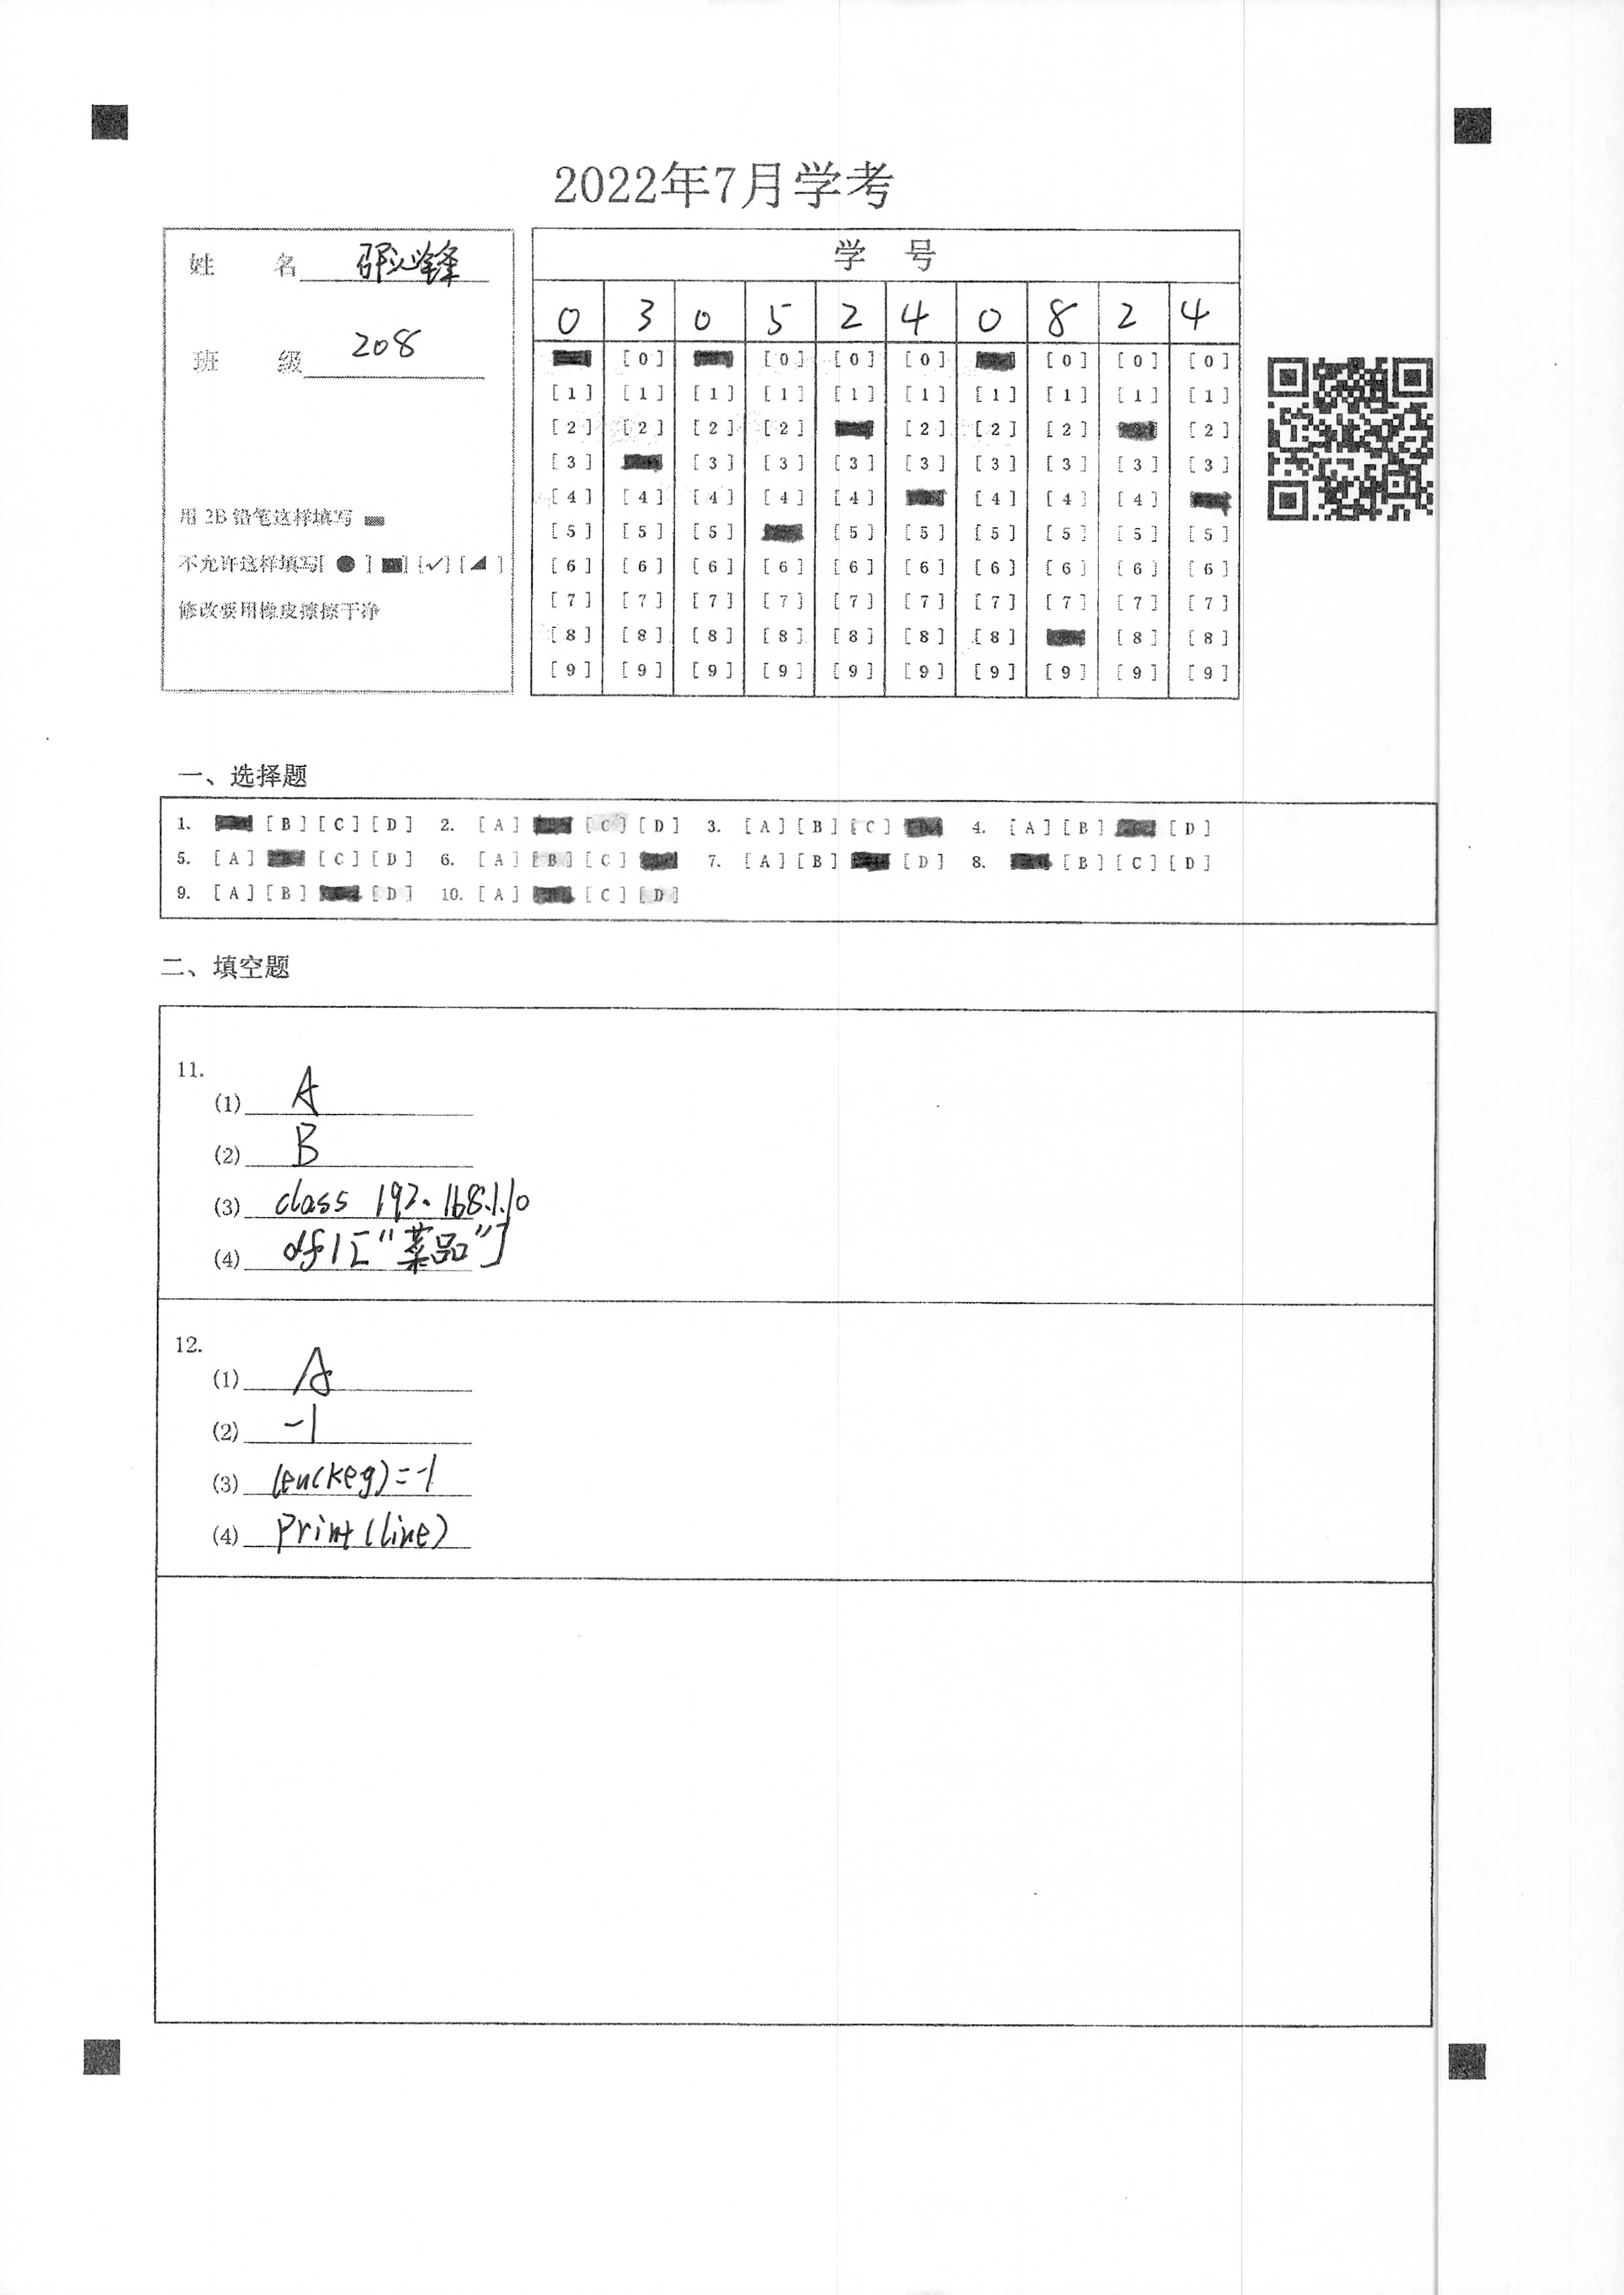 2022年7月学考
姓 名 邵必锋
班 级 208
用 2B 铅笔这样填写
不允许这样填写[ ● ] [■] [✓] [◢ ]
修改要用橡皮擦擦干净
学 号
0 3 0 5 2 4 0 8 2 4
[0] [0] [0] [0] [0] [0] [0]
[1] [1] [1] [1] [1] [1] [1] [1] [1] [1]
[2] [2] [2] [2] [2] [2] [2] [2]
[3] [3] [3] [3] [3] [3] [3] [3] [3]
[4] [4] [4] [4] [4] [4] [4] [4]
[5] [5] [5] [5] [5] [5] [5] [5] [5]
[6] [6] [6] [6] [6] [6] [6] [6] [6] [6]
[7] [7] [7] [7] [7] [7] [7] [7] [7] [7]
[8] [8] [8] [8] [8] [8] [8] [8] [8]
[9] [9] [9] [9] [9] [9] [9] [9] [9] [9]
一、选择题
1. [B] [C] [D] 2. [A] [C] [D] 3. [A] [B] [C] 4. [A] [B] [D]
5. [A] [C] [D] 6. [A] [B] [C] 7. [A] [B] [D] 8. [B] [C] [D]
9. [A] [B] [D] 10. [A] [C] [D]
二、填空题
11.
(1) A
(2) B
(3) class 192.168.1.10
(4) df1["菜品"]
12.
(1) A
(2) -1
(3) len(key)=-1
(4) print(line)